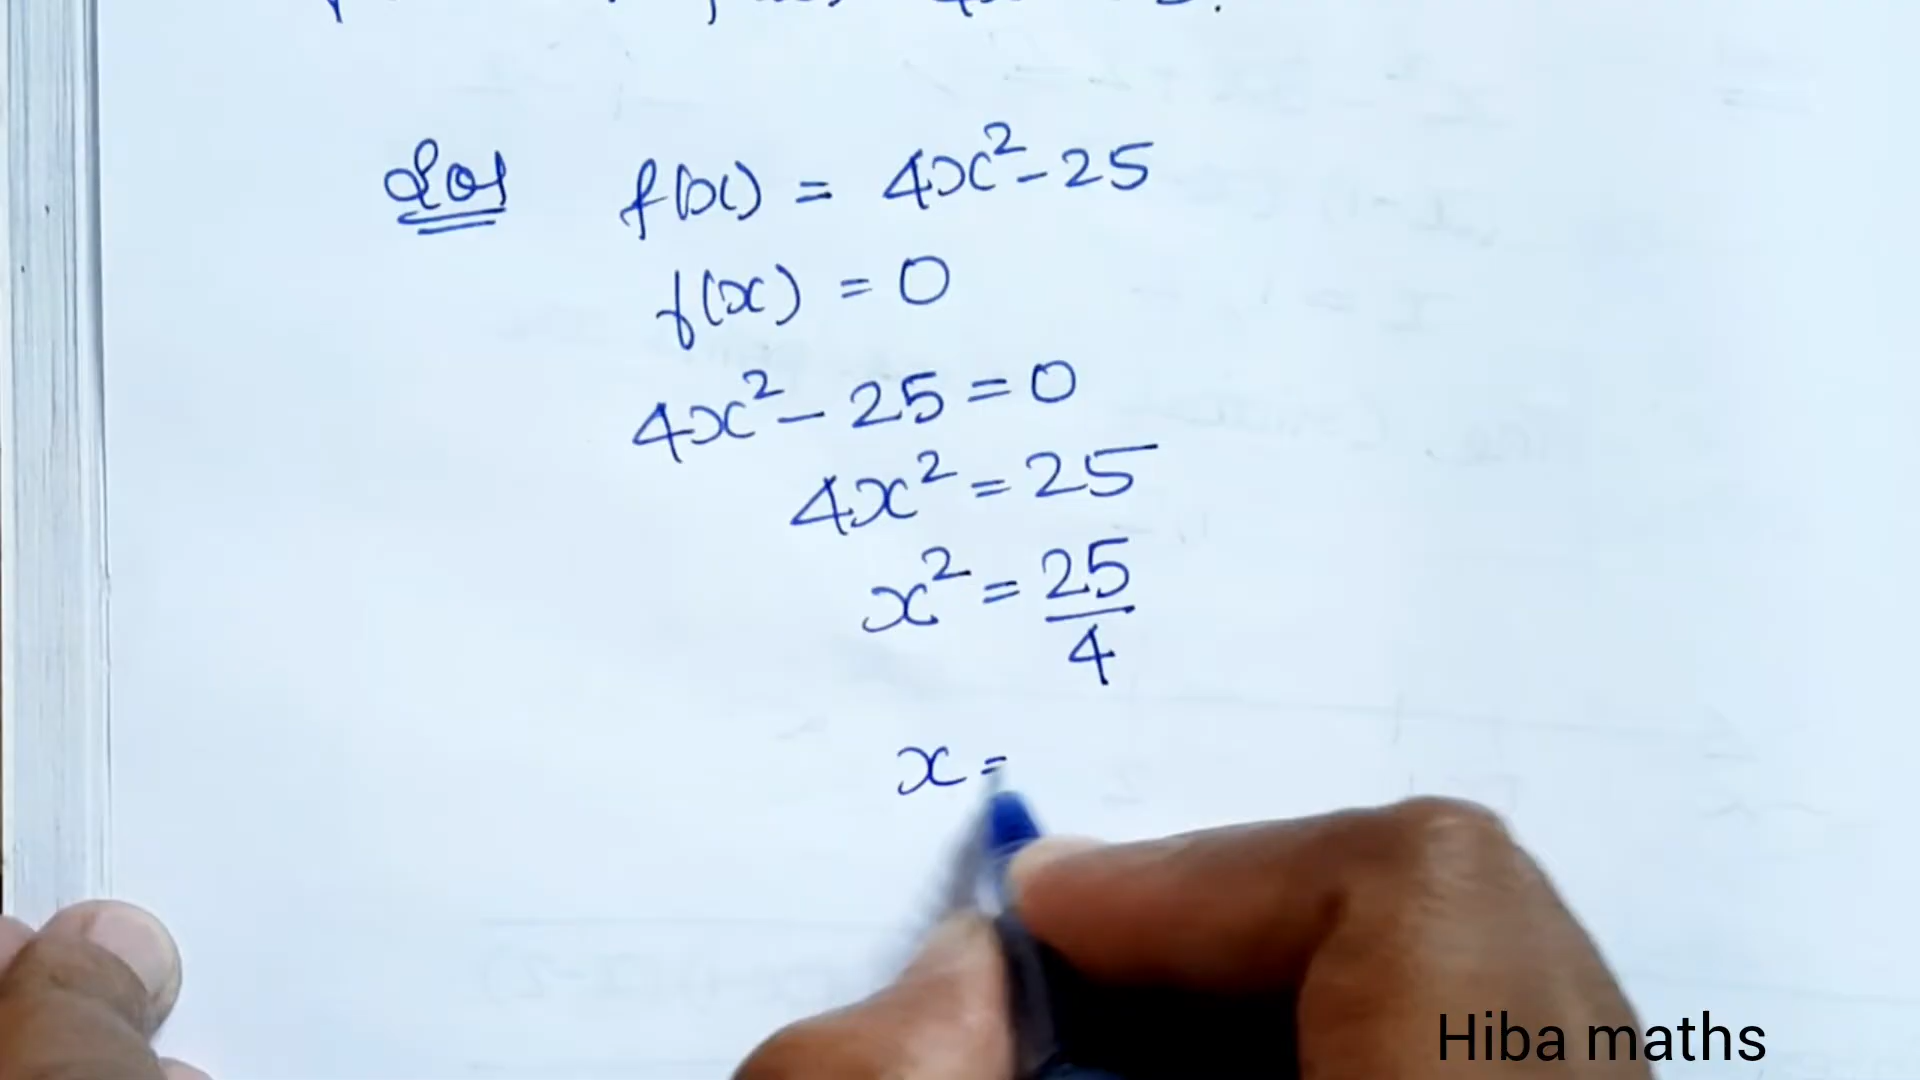 Sol f(x) = 4x² - 25
f(x) = 0
4x² - 25 = 0
4x² = 25
x² = 25/4
x =
Hiba maths